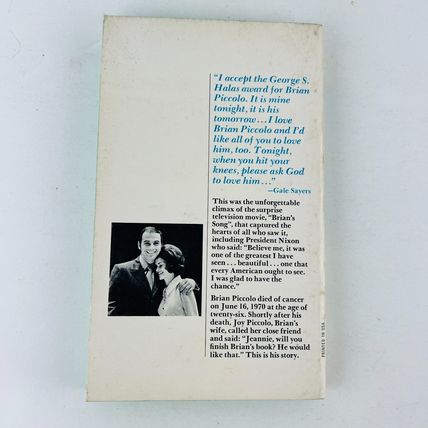 "I accept the George S.
Halas award for Brian
Piccolo. It is mine
tonight, it is his
tomorrow...I love
Brian Piccolo and I'd
like all of you to love
him, too. Tonight,
when you hit your
knees, please ask God
to love him..."
—Gale Sayers
This was the unforgettable
climax of the surprise
television movie, "Brian's
Song", that captured the
hearts of all who saw it,
including President Nixon
who said: "Believe me, it was
one of the greatest I have
seen...beautiful...one that
every American ought to see.
I was glad to have the
chance."
Brian Piccolo died of cancer
on June 16, 1970 at the age of
twenty-six. Shortly after his
death, Joy Piccolo, Brian's
wife, called her close friend
and said: "Jeannie, will you
finish Brian's book? He would
like that." This is his story.
PRINTED IN USA